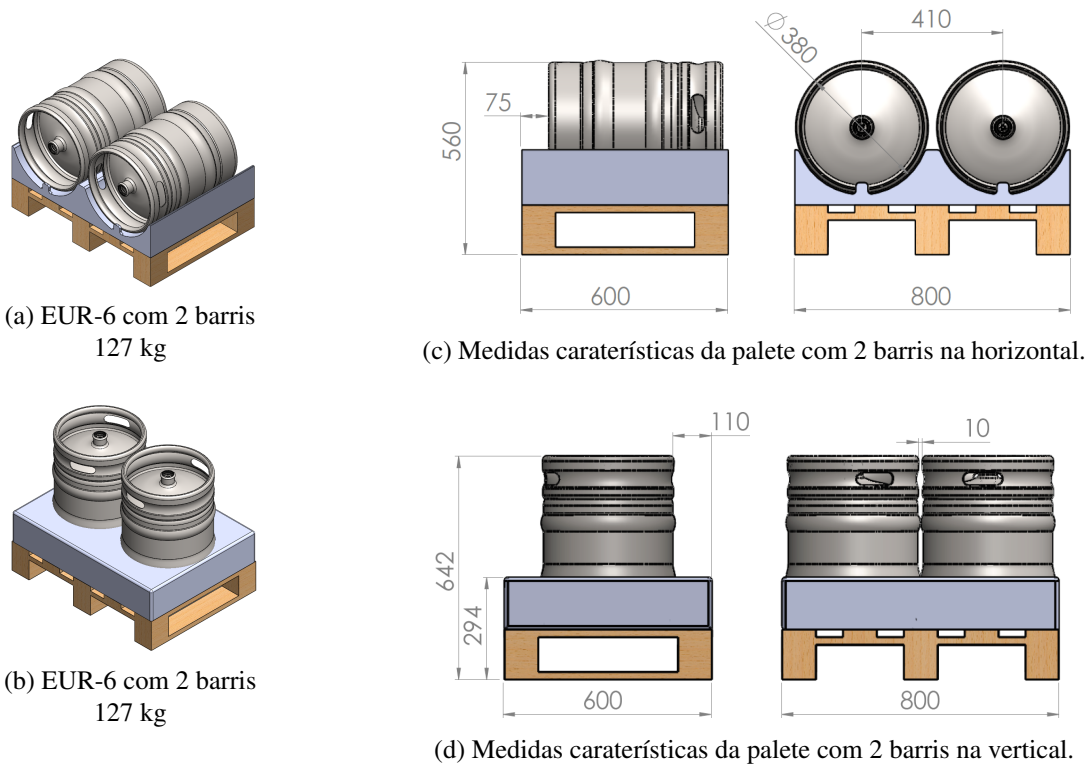 (a) EUR-6 com 2 barris
127 kg
75
560
600
⌀380
410
800
(c) Medidas caraterísticas da palete com 2 barris na horizontal.
(b) EUR-6 com 2 barris
127 kg
110
642
294
600
10
800
(d) Medidas caraterísticas da palete com 2 barris na vertical.